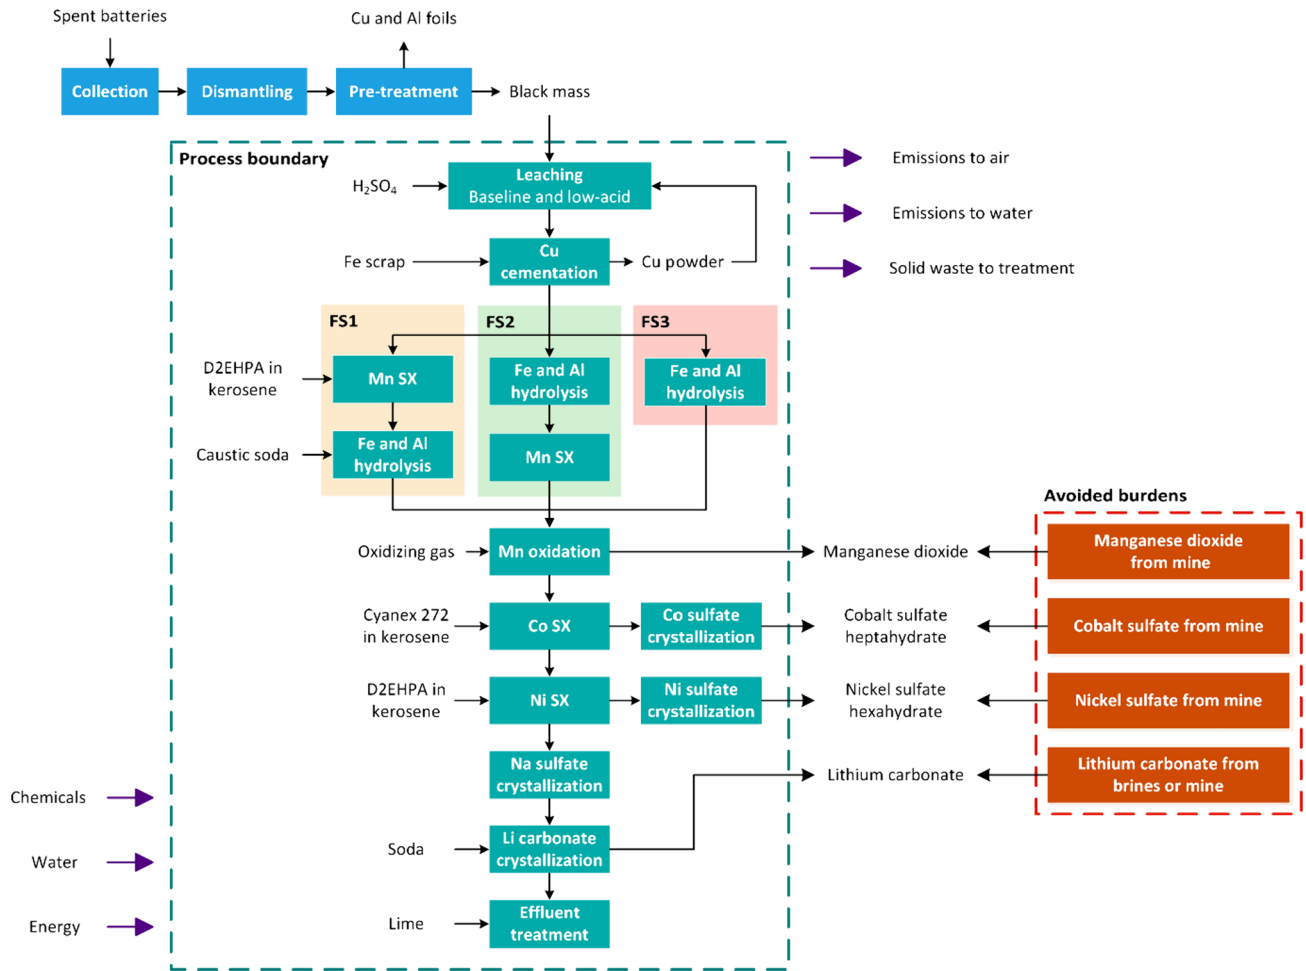 Spent batteries
Cu and Al foils
Collection
Dismantling
Pre-treatment
Black mass
Process boundary
Leaching
Baseline and low-acid
H₂SO₄
Emissions to air
Emissions to water
Solid waste to treatment
Fe scrap
Cu
cementation
Cu powder
FS1
FS2
FS3
D2EHPA in
kerosene
Mn SX
Fe and Al
hydrolysis
Fe and Al
hydrolysis
Caustic soda
Fe and Al
hydrolysis
Mn SX
Avoided burdens
Oxidizing gas
Mn oxidation
Manganese dioxide
Manganese dioxide
from mine
Cyanex 272
in kerosene
Co SX
Co sulfate
crystallization
Cobalt sulfate
heptahydrate
Cobalt sulfate from mine
D2EHPA in
kerosene
Ni SX
Ni sulfate
crystallization
Nickel sulfate
hexahydrate
Nickel sulfate from mine
Na sulfate
crystallization
Lithium carbonate
Lithium carbonate from
brines or mine
Chemicals
Soda
Li carbonate
crystallization
Water
Lime
Effluent
treatment
Energy